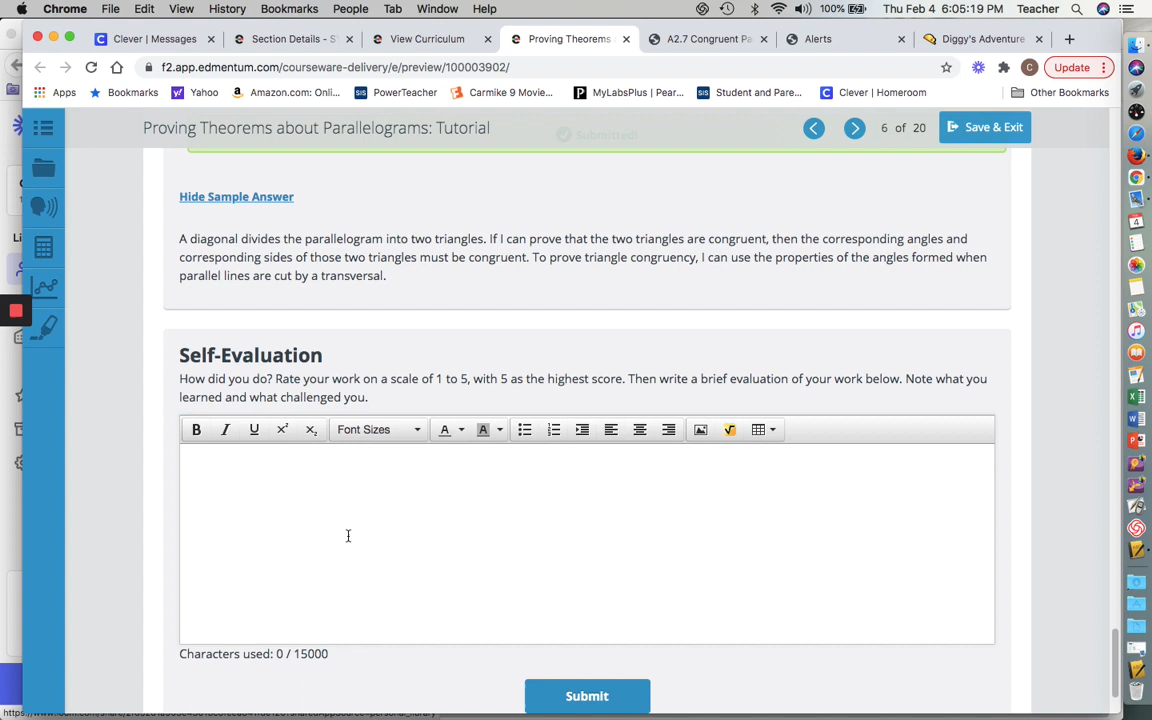 Chrome File Edit View History Bookmarks People Tab Window Help 100% Thu Feb 4 6:05:19 PM Teacher
Clever | Messages Section Details - View Curriculum Proving Theorems A2.7 Congruent Pa Alerts Diggy's Adventure
f2.app.edmentum.com/courseware-delivery/e/preview/100003902/ C Update
Apps Bookmarks Yahoo Amazon.com: Onli... PowerTeacher Carmike 9 Movie... MyLabsPlus | Pear... Student and Pare... Clever | Homeroom Other Bookmarks
Proving Theorems about Parallelograms: Tutorial Submitted! 6 of 20 Save & Exit
Hide Sample Answer
A diagonal divides the parallelogram into two triangles. If I can prove that the two triangles are congruent, then the corresponding angles and
corresponding sides of those two triangles must be congruent. To prove triangle congruency, I can use the properties of the angles formed when
parallel lines are cut by a transversal.
Self-Evaluation
How did you do? Rate your work on a scale of 1 to 5, with 5 as the highest score. Then write a brief evaluation of your work below. Note what you
learned and what challenged you.
B I U x² x₂ Font Sizes A A
Characters used: 0 / 15000
Submit